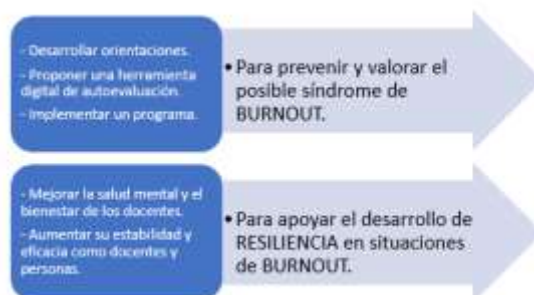 - Desarrollar orientaciones.
- Proponer una herramienta
digital de autoevaluación.
- Implementar un programa.
• Para prevenir y valorar el
posible síndrome de
BURNOUT.
- Mejorar la salud mental y el
bienestar de los docentes.
- Aumentar su estabilidad y
eficacia como docentes y
personas.
• Para apoyar el desarrollo de
RESILIENCIA en situaciones
de BURNOUT.